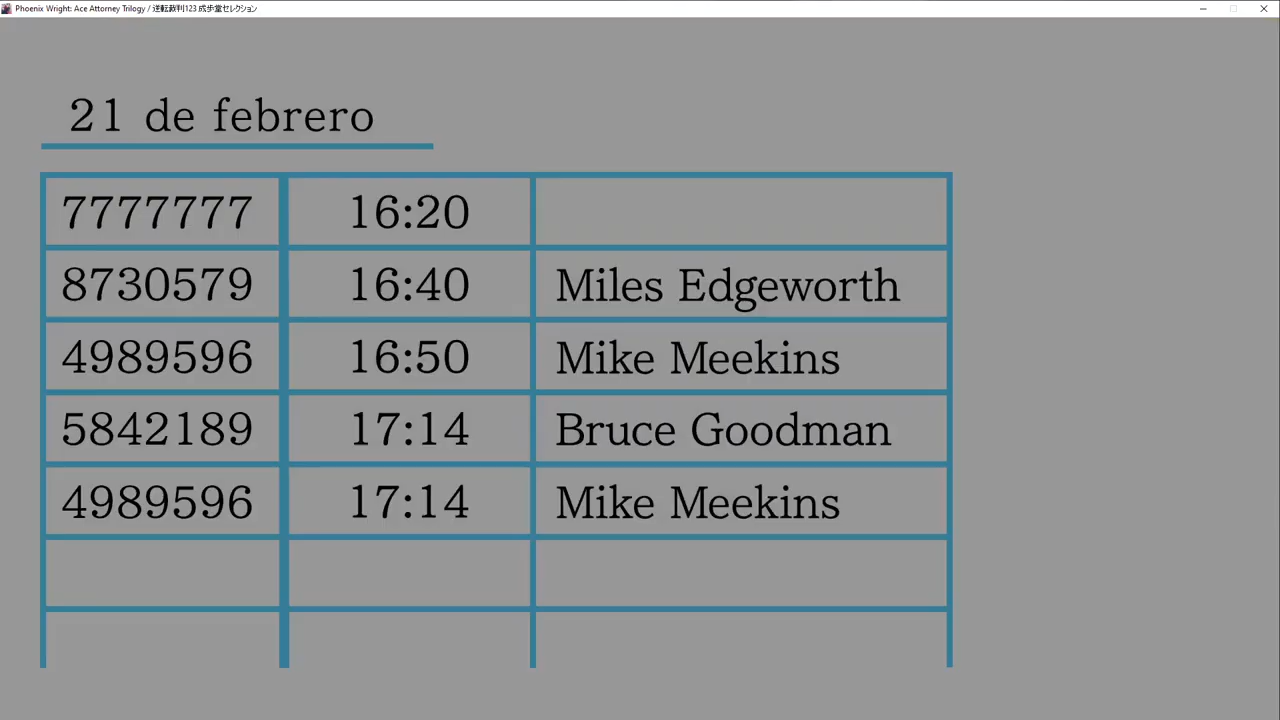 Phoenix Wright: Ace Attorney Trilogy / 逆転裁判123 成歩堂セレクション
21 de febrero
7777777 16:20
8730579 16:40 Miles Edgeworth
4989596 16:50 Mike Meekins
5842189 17:14 Bruce Goodman
4989596 17:14 Mike Meekins